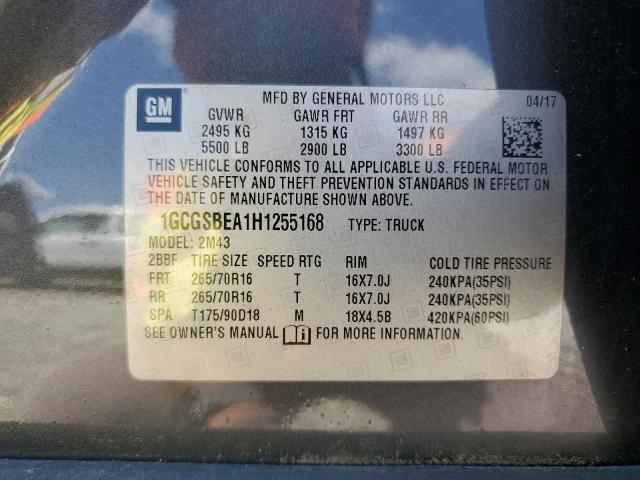 GM
MFD BY GENERAL MOTORS LLC 04/17
GVWR GAWR FRT GAWR RR
2495 KG 1315 KG 1497 KG
5500 LB 2900 LB 3300 LB
THIS VEHICLE CONFORMS TO ALL APPLICABLE U.S. FEDERAL MOTOR
VEHICLE SAFETY AND THEFT PREVENTION STANDARDS IN EFFECT ON
THE DATE OF MANUFACTURE SHOWN ABOVE.
1GCGSBEA1H1255168 TYPE: TRUCK
MODEL: 2M43
2BBF TIRE SIZE SPEED RTG RIM COLD TIRE PRESSURE
FRT 265/70R16 T 16X7.0J 240KPA(35PSI)
RR 265/70R16 T 16X7.0J 240KPA(35PSI)
SPA T175/90D18 M 18X4.5B 420KPA(60PSI)
SEE OWNER'S MANUAL FOR MORE INFORMATION.